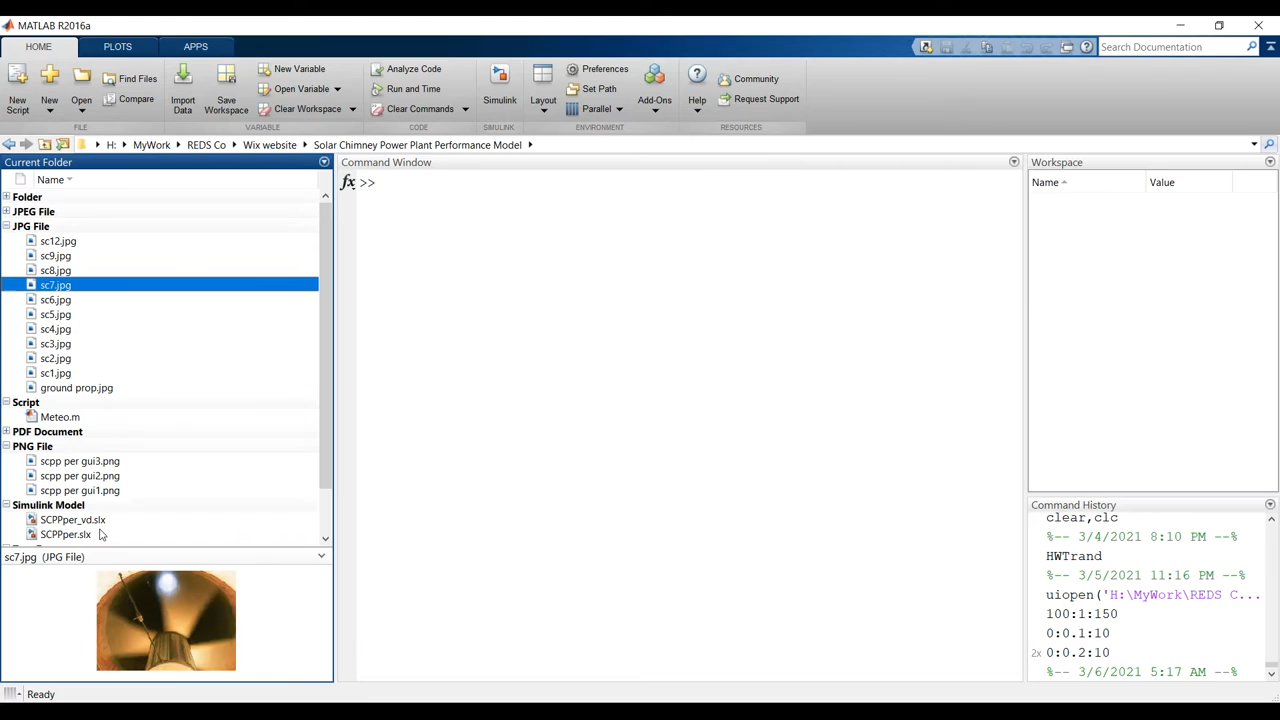 MATLAB R2016a
HOME PLOTS APPS Search Documentation
New Script New Open Find Files Compare Import Data Save Workspace New Variable Open Variable Clear Workspace Analyze Code Run and Time Clear Commands Simulink Layout Preferences Set Path Parallel Add-Ons Help Community Request Support
FILE VARIABLE CODE SIMULINK ENVIRONMENT RESOURCES
H: MyWork REDS Co Wix website Solar Chimney Power Plant Performance Model
Current Folder
Name
Folder
JPEG File
JPG File
sc12.jpg
sc9.jpg
sc8.jpg
sc7.jpg
sc6.jpg
sc5.jpg
sc4.jpg
sc3.jpg
sc2.jpg
sc1.jpg
ground prop.jpg
Script
Meteo.m
PDF Document
PNG File
scpp per gui3.png
scpp per gui2.png
scpp per gui1.png
Simulink Model
SCPPper_vd.slx
SCPPper.slx
sc7.jpg (JPG File)
Command Window
fx >>
Workspace
Name Value
Command History
clear,clc
%-- 3/4/2021 8:10 PM --%
HWTrand
%-- 3/5/2021 11:16 PM --%
uiopen('H:\MyWork\REDS C...
100:1:150
0:0.1:10
2x 0:0.2:10
%-- 3/6/2021 5:17 AM --%
Ready